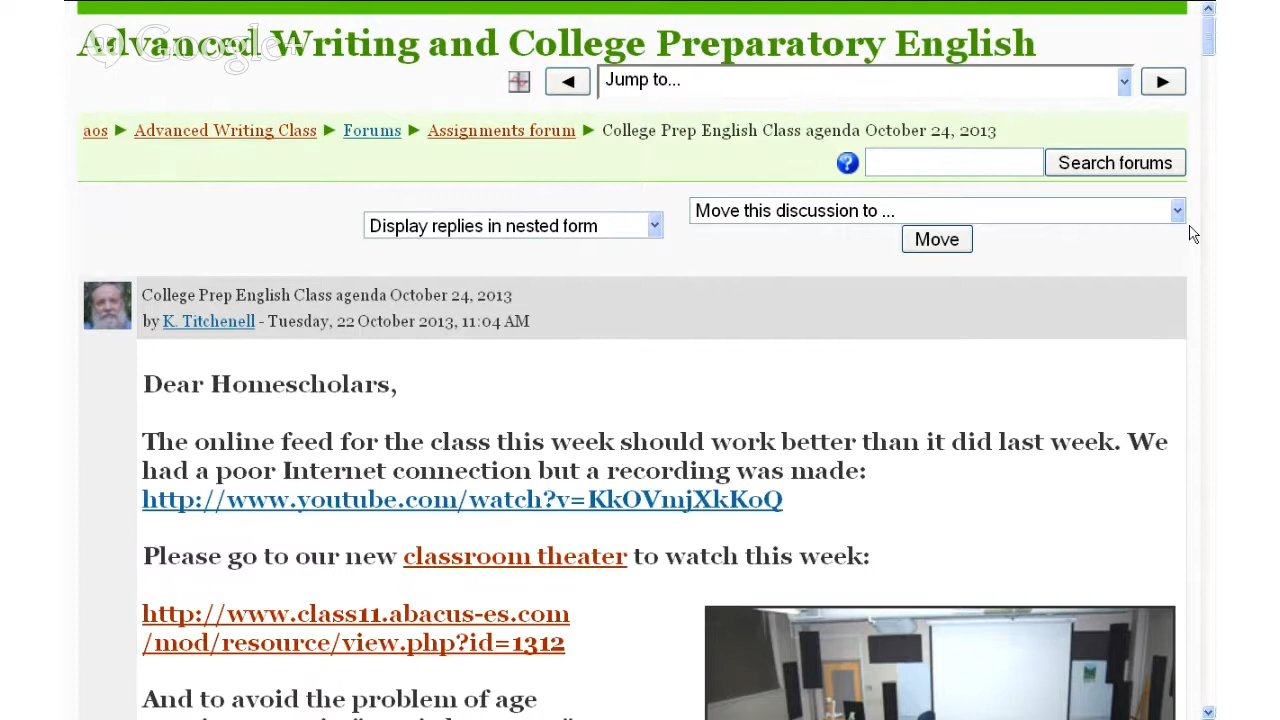 Advanced Writing and College Preparatory English
Google+
Jump to...
aos ► Advanced Writing Class ► Forums ► Assignments forum ► College Prep English Class agenda October 24, 2013
Search forums
Display replies in nested form
Move this discussion to ...
Move
College Prep English Class agenda October 24, 2013
by K. Titchenell - Tuesday, 22 October 2013, 11:04 AM
Dear Homescholars,
The online feed for the class this week should work better than it did last week. We
had a poor Internet connection but a recording was made:
http://www.youtube.com/watch?v=KkOVmjXkKoQ
Please go to our new classroom theater to watch this week:
http://www.class11.abacus-es.com
/mod/resource/view.php?id=1312
And to avoid the problem of age